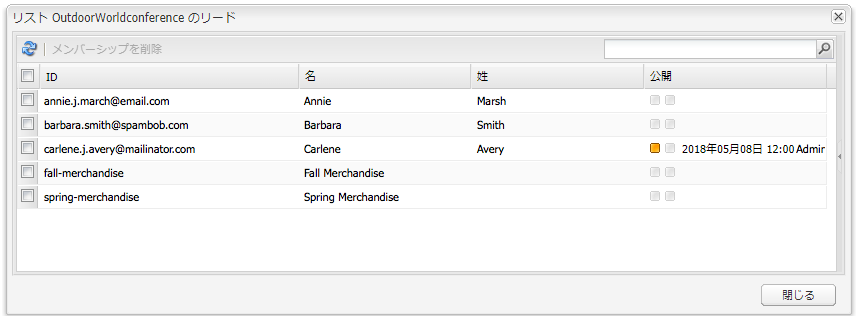 リスト OutdoorWorldconference のリード
メンバーシップを削除
ID 名 姓 公開
annie.j.march@email.com Annie Marsh
barbara.smith@spambob.com Barbara Smith
carlene.j.avery@mailinator.com Carlene Avery 2018年05月08日 12:00 Admin
fall-merchandise Fall Merchandise
spring-merchandise Spring Merchandise
閉じる